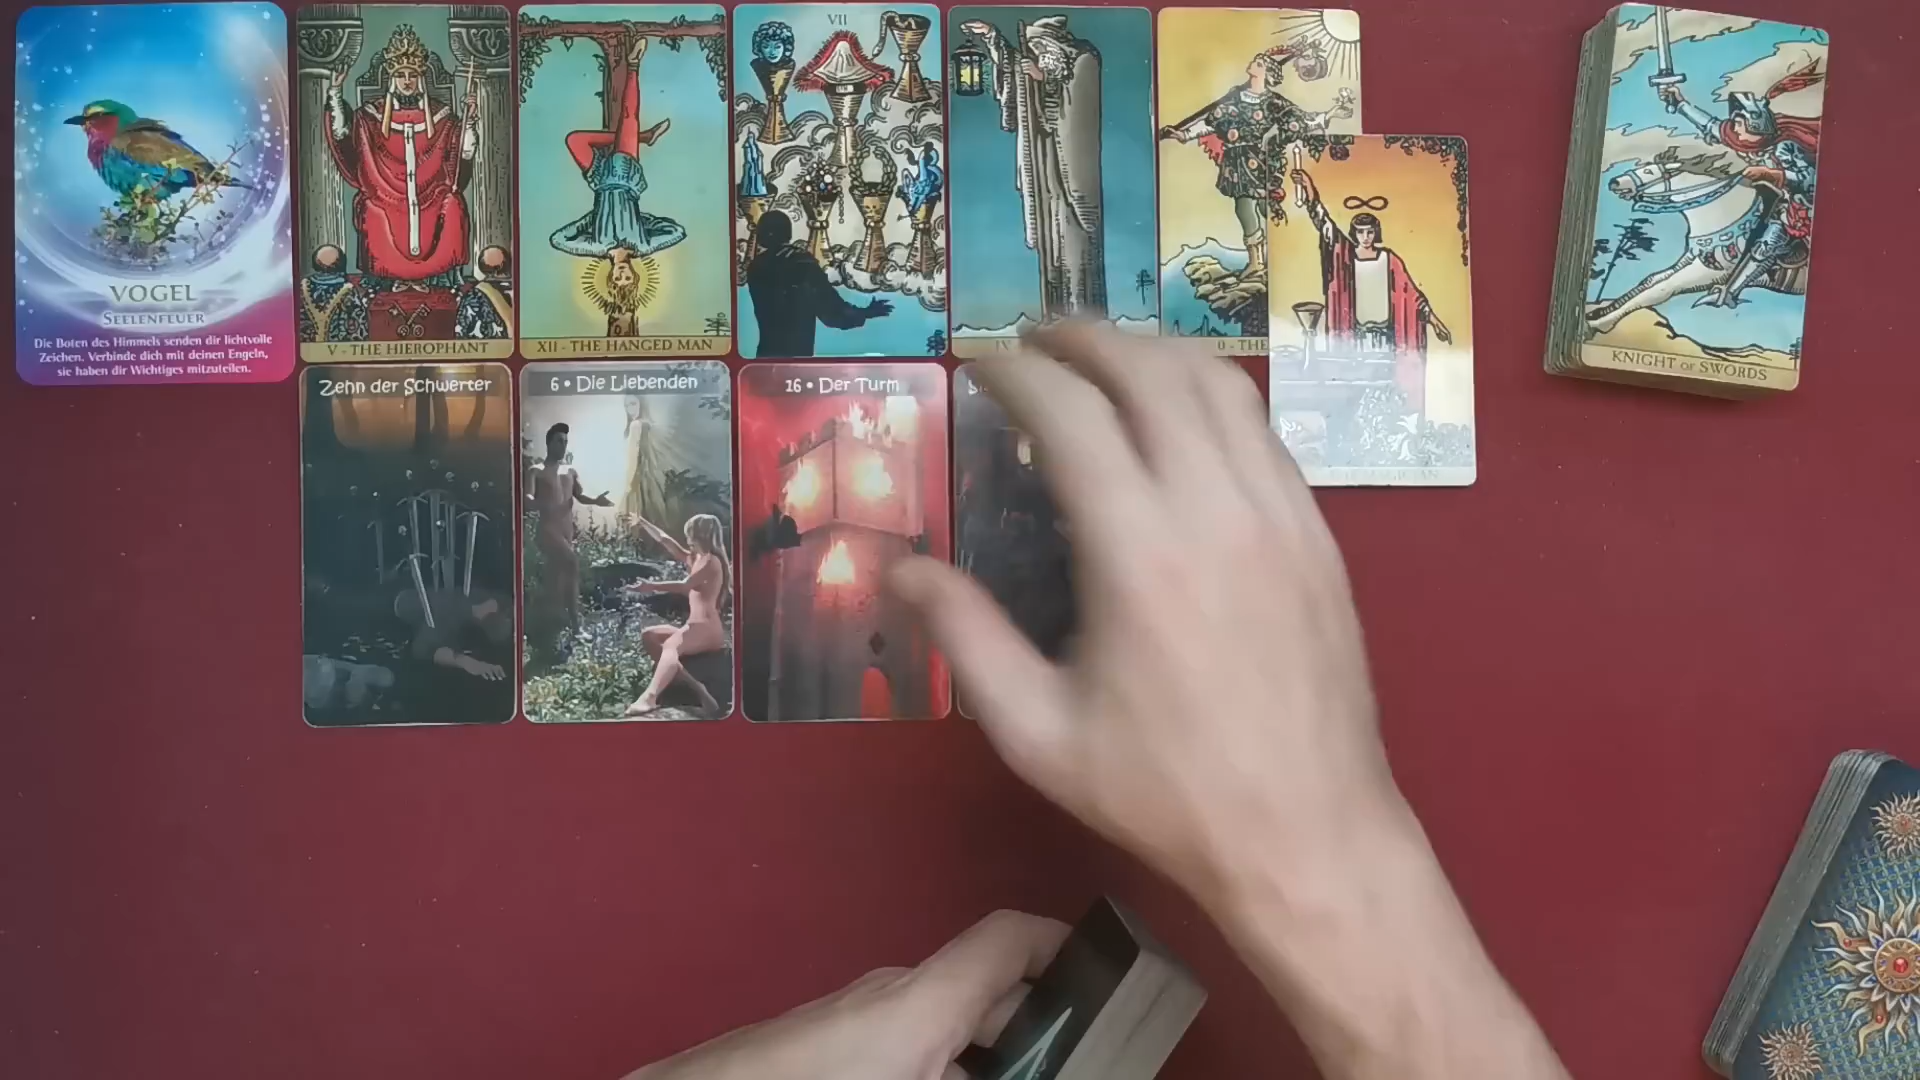 VOGEL
SEELENFEUER
Die Boten des Himmels senden dir lichtvolle
Zeichen. Verbinde dich mit deinen Engeln,
sie haben dir Wichtiges mitzuteilen.
V - THE HIEROPHANT
XII - THE HANGED MAN
VII
IX
0 - THE
KNIGHT OF SWORDS
Zehn der Schwerter
6 • Die Liebenden
16 • Der Turm